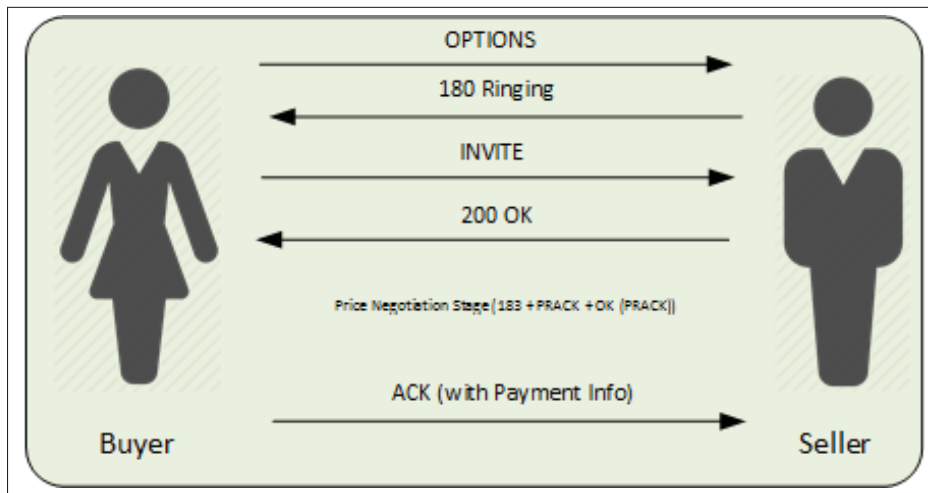 OPTIONS
180 Ringing
INVITE
200 OK
Price Negotiation Stage (183 + PRACK + OK (PRACK))
ACK (with Payment Info)
Buyer
Seller